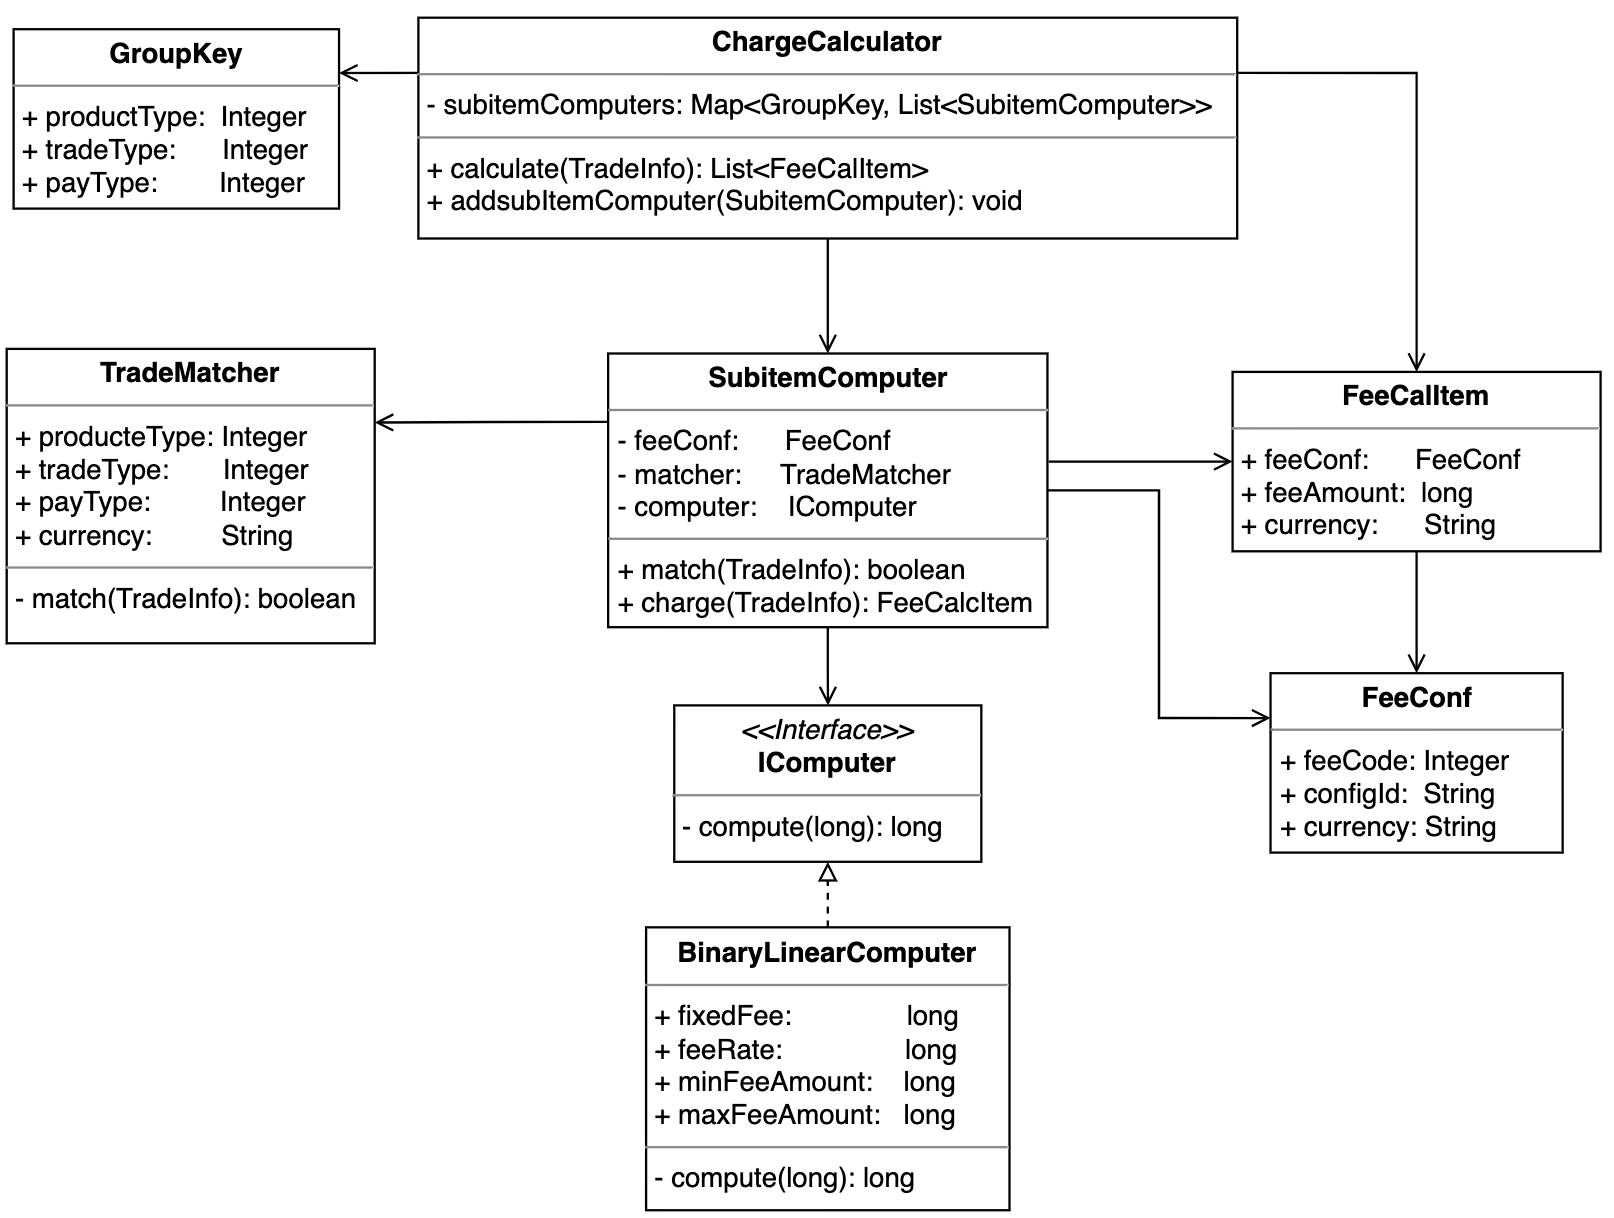 GroupKey
+ productType: Integer
+ tradeType: Integer
+ payType: Integer
ChargeCalculator
- subitemComputers: Map<GroupKey, List<SubitemComputer>>
+ calculate(TradeInfo): List<FeeCalItem>
+ addsubItemComputer(SubitemComputer): void
TradeMatcher
+ producteType: Integer
+ tradeType: Integer
+ payType: Integer
+ currency: String
- match(TradeInfo): boolean
SubitemComputer
- feeConf: FeeConf
- matcher: TradeMatcher
- computer: IComputer
+ match(TradeInfo): boolean
+ charge(TradeInfo): FeeCalcItem
FeeCalItem
+ feeConf: FeeConf
+ feeAmount: long
+ currency: String
<<Interface>>
IComputer
- compute(long): long
FeeConf
+ feeCode: Integer
+ configId: String
+ currency: String
BinaryLinearComputer
+ fixedFee: long
+ feeRate: long
+ minFeeAmount: long
+ maxFeeAmount: long
- compute(long): long